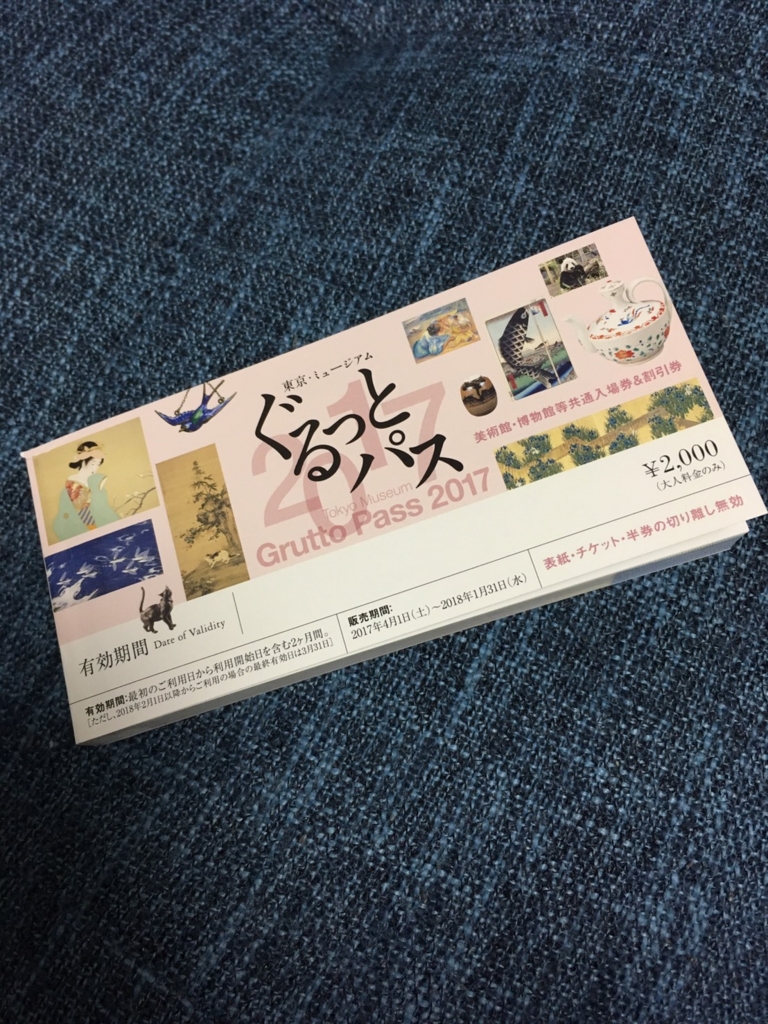 東京・ミュージアム
ぐるっと
パス
2017
Tokyo Museum
Grutto Pass 2017
美術館・博物館等共通入場券&割引券
¥2,000
(大人料金のみ)
有効期間 Date of Validity
有効期間:最初のご利用日から利用開始日を含む2ヶ月間。
[ただし、2018年2月1日以降からご利用の場合の最終有効日は3月31日]
販売期間:
2017年4月1日(土)~2018年1月31日(水)
表紙・チケット・半券の切り離し無効